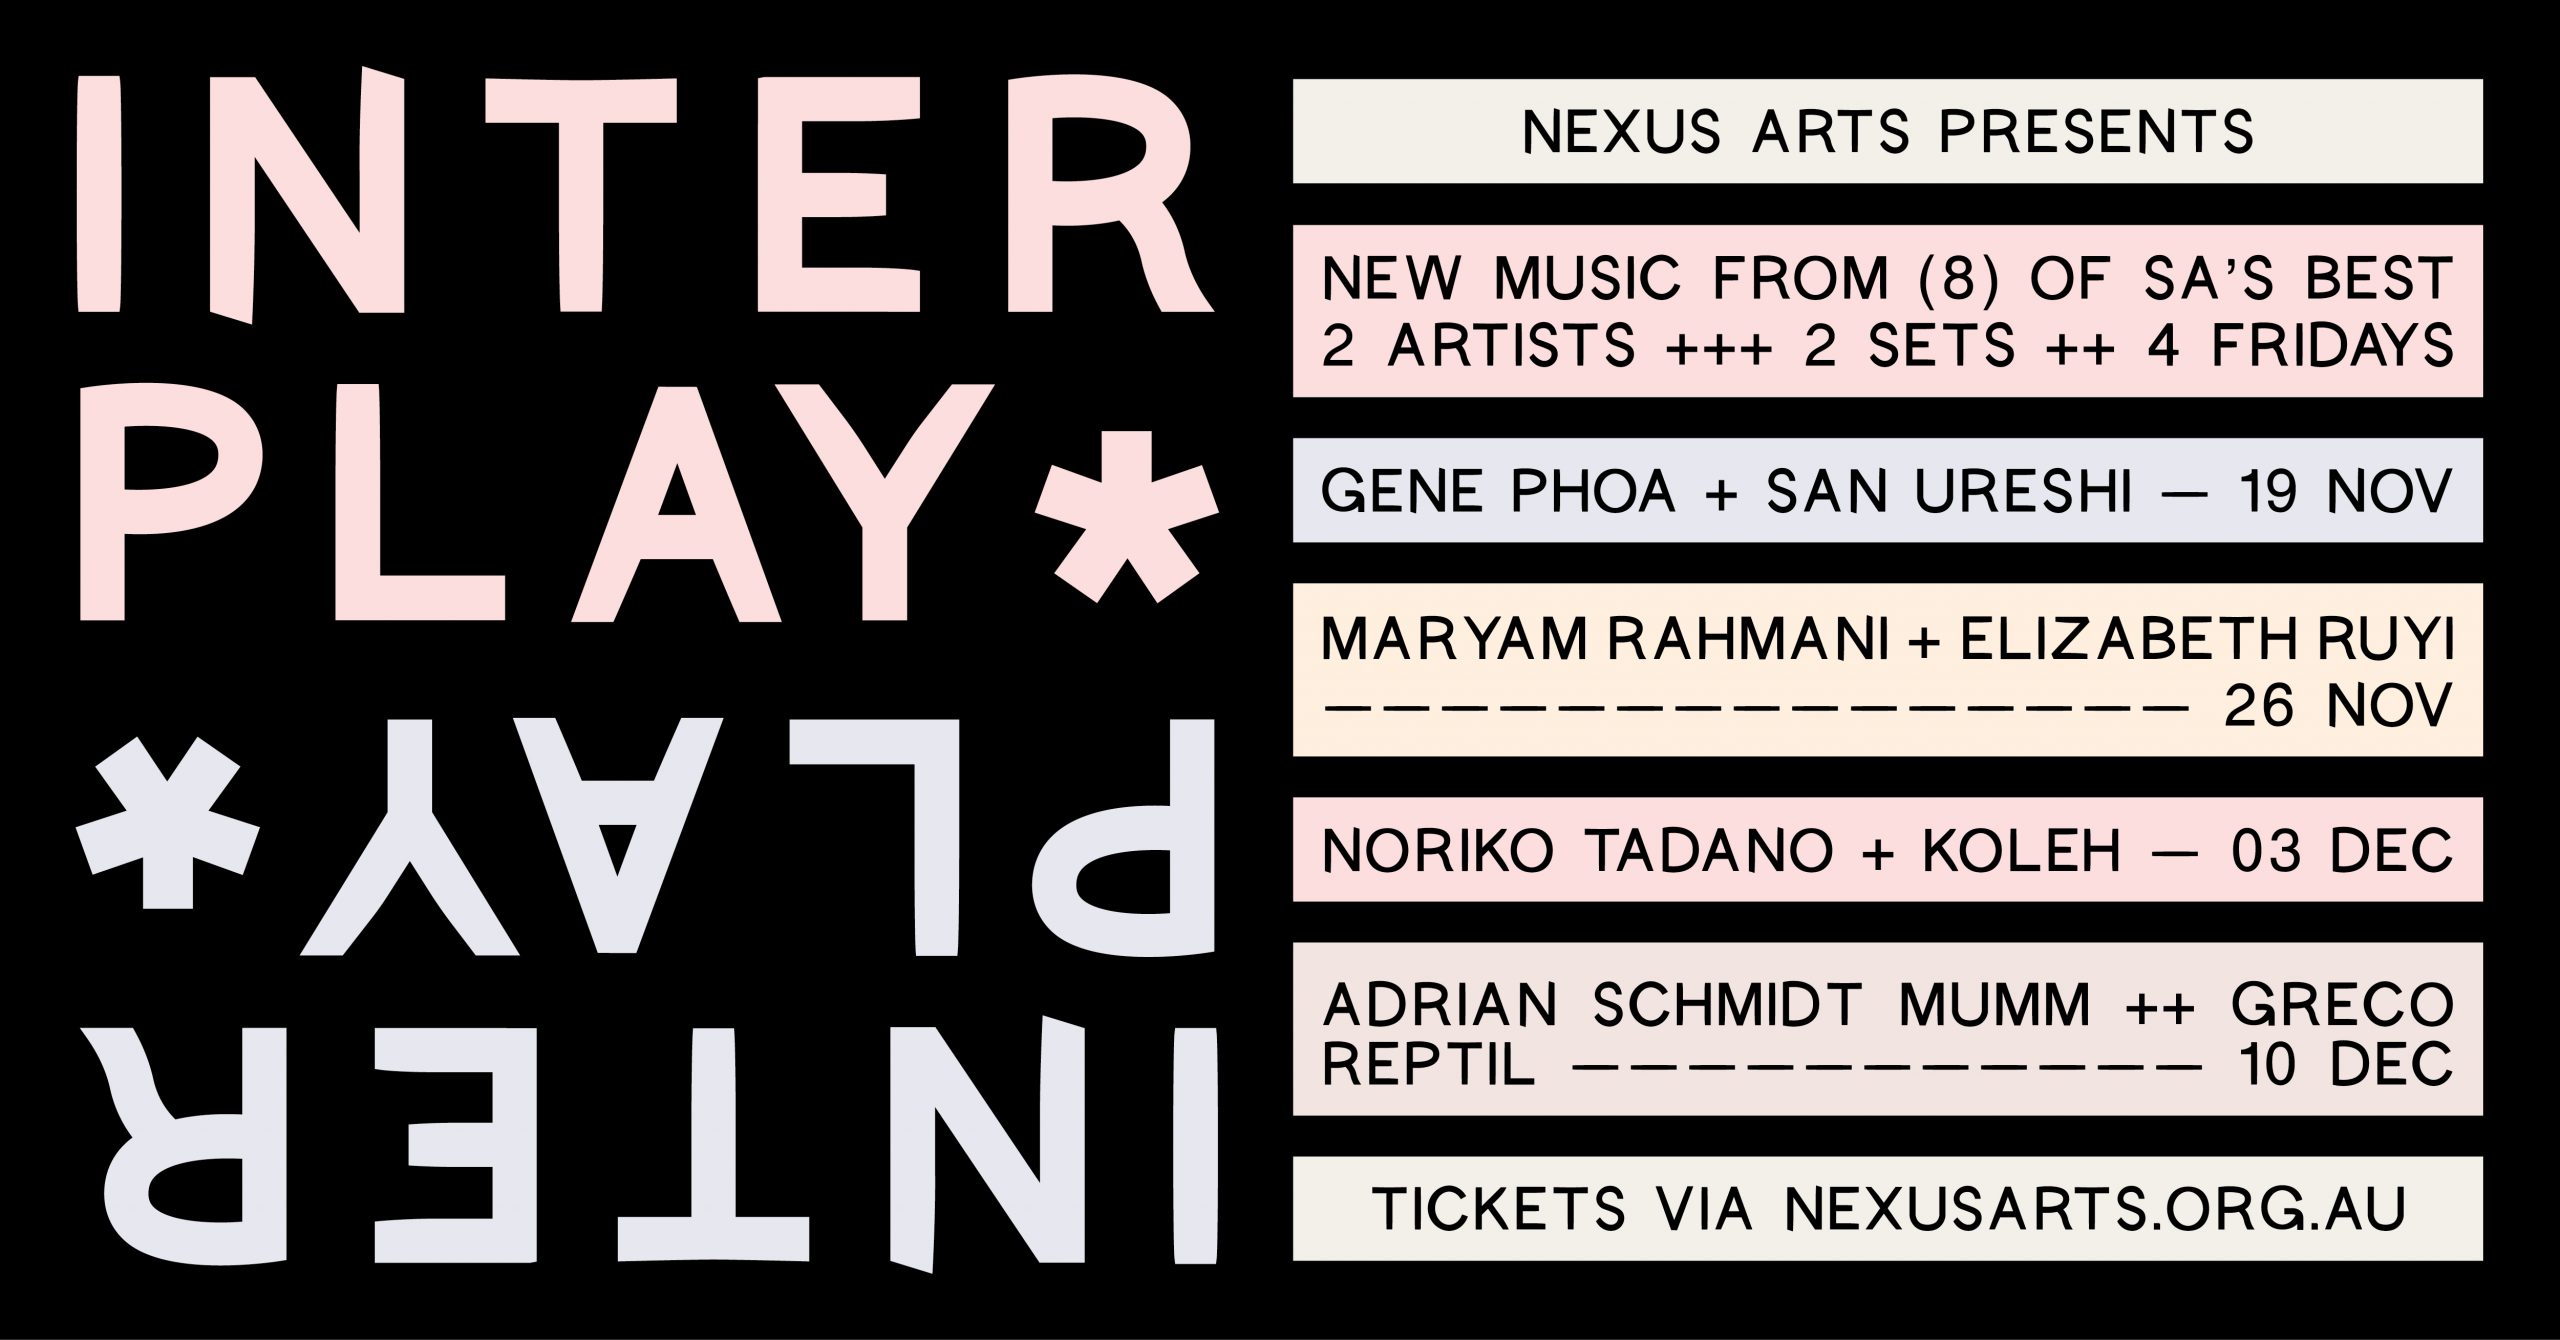 INTER
PLAY*
PLAY*
INTER
NEXUS ARTS PRESENTS
NEW MUSIC FROM (8) OF SA'S BEST
2 ARTISTS +++ 2 SETS ++ 4 FRIDAYS
GENE PHOA + SAN URESHI — 19 NOV
MARYAM RAHMANI + ELIZABETH RUYI
——————————————— 26 NOV
NORIKO TADANO + KOLEH — 03 DEC
ADRIAN SCHMIDT MUMM ++ GRECO
REPTIL ——————————— 10 DEC
TICKETS VIA NEXUSARTS.ORG.AU